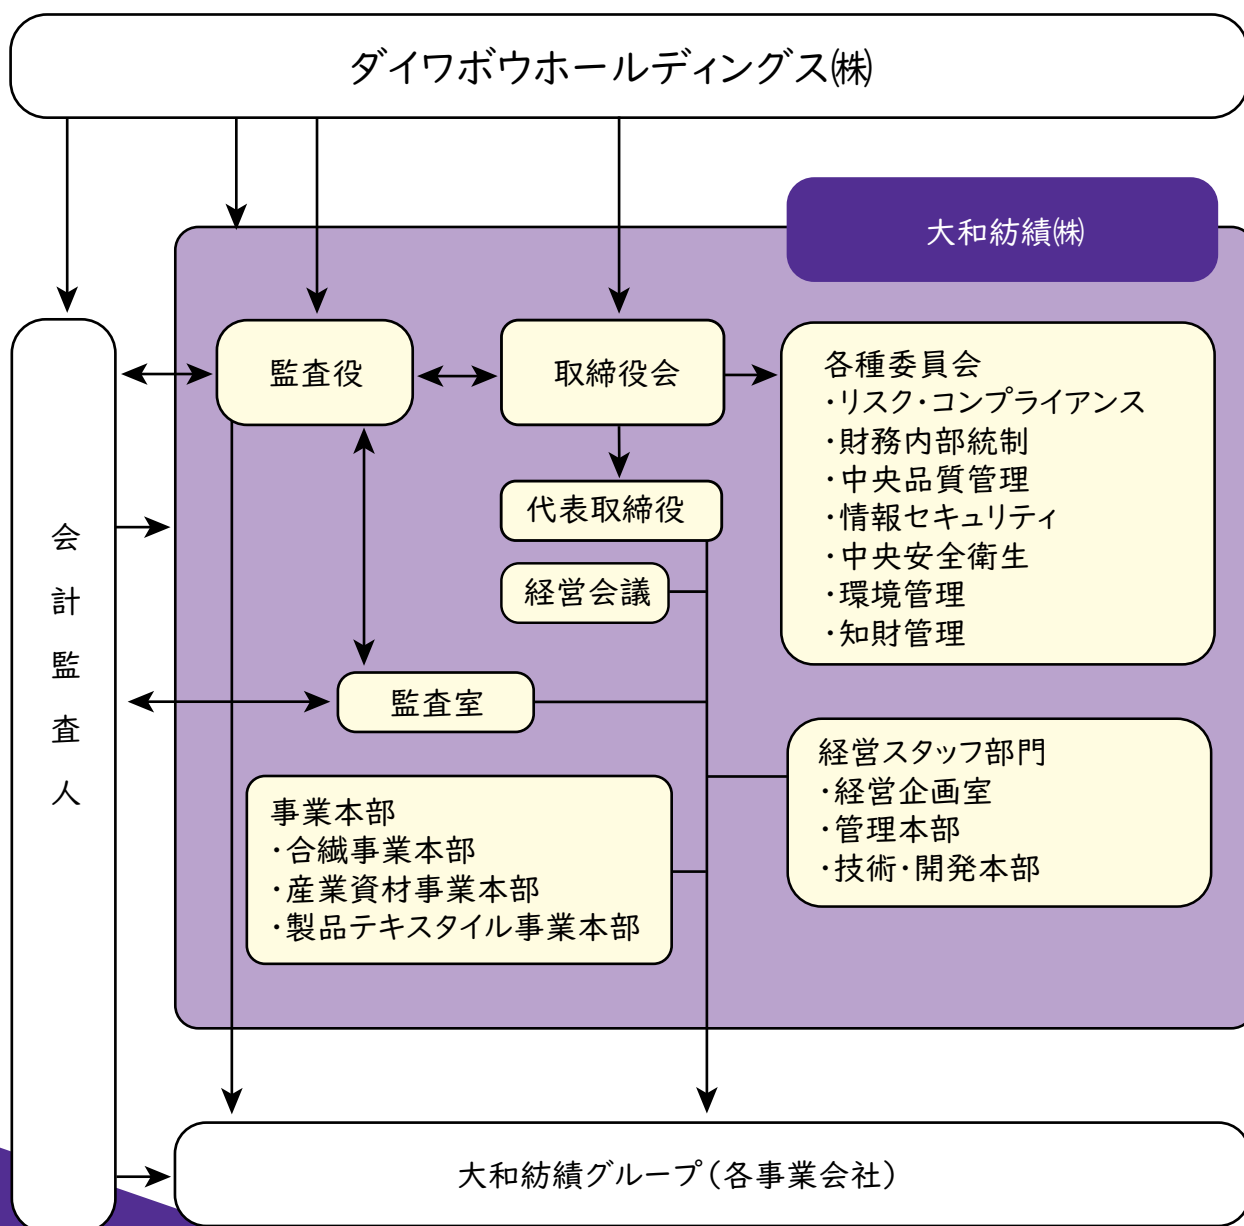 ダイワボウホールディングス㈱
大和紡績㈱
監査役
取締役会
各種委員会
・リスク・コンプライアンス
・財務内部統制
・中央品質管理
・情報セキュリティ
・中央安全衛生
・環境管理
・知財管理
代表取締役
経営会議
会計監査人
監査室
経営スタッフ部門
・経営企画室
・管理本部
・技術・開発本部
事業本部
・合繊事業本部
・産業資材事業本部
・製品テキスタイル事業本部
大和紡績グループ（各事業会社）